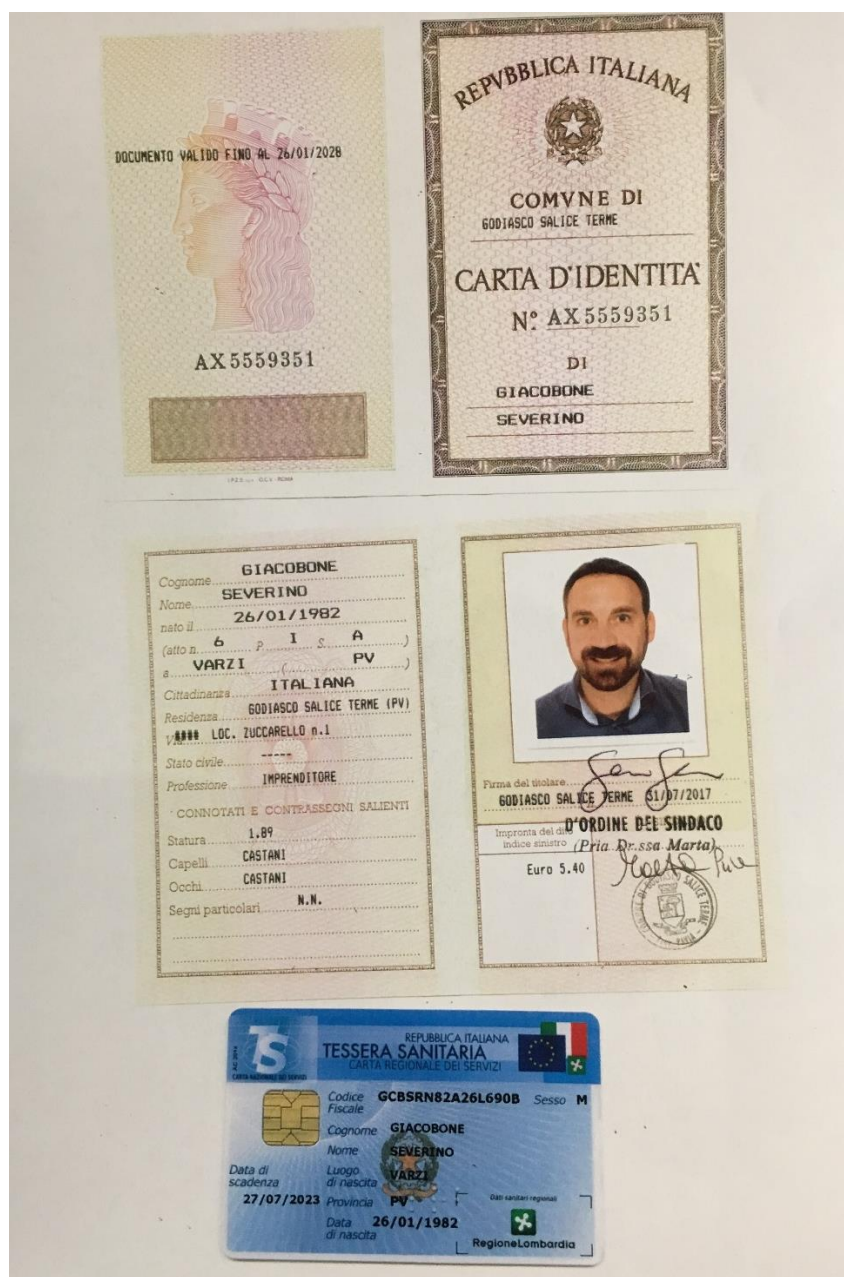 DOCUMENTO VALIDO FINO AL 26/01/2028
AX 5559351
REPVBBLICA ITALIANA
COMVNE DI
GODIASCO SALICE TERME
CARTA D'IDENTITA'
Nº AX 5559351
DI
GIACOBONE
SEVERINO
Cognome GIACOBONE
Nome SEVERINO
nato il 26/01/1982
(atto n. 6 P. I S. A )
a VARZI ( PV )
Cittadinanza ITALIANA
Residenza GODIASCO SALICE TERME (PV)
Via LOC. ZUCCARELLO n.1
Stato civile -----
Professione IMPRENDITORE
CONNOTATI E CONTRASSEGNI SALIENTI
Statura 1.89
Capelli CASTANI
Occhi CASTANI
Segni particolari N.N.
Firma del titolare
GODIASCO SALICE TERME 31/07/2017
D'ORDINE DEL SINDACO
Impronta del dito
indice sinistro (Pria Dr.ssa Marta)
Euro 5.40
TS
CARTA NAZIONALE DEI SERVIZI
REPUBBLICA ITALIANA
TESSERA SANITARIA
CARTA REGIONALE DEI SERVIZI
Codice Fiscale GCBSRN82A26L690B Sesso M
Cognome GIACOBONE
Nome SEVERINO
Luogo di nascita VARZI
Data di scadenza
27/07/2023 Provincia PV
Data di nascita 26/01/1982
Dati sanitari regionali
RegioneLombardia